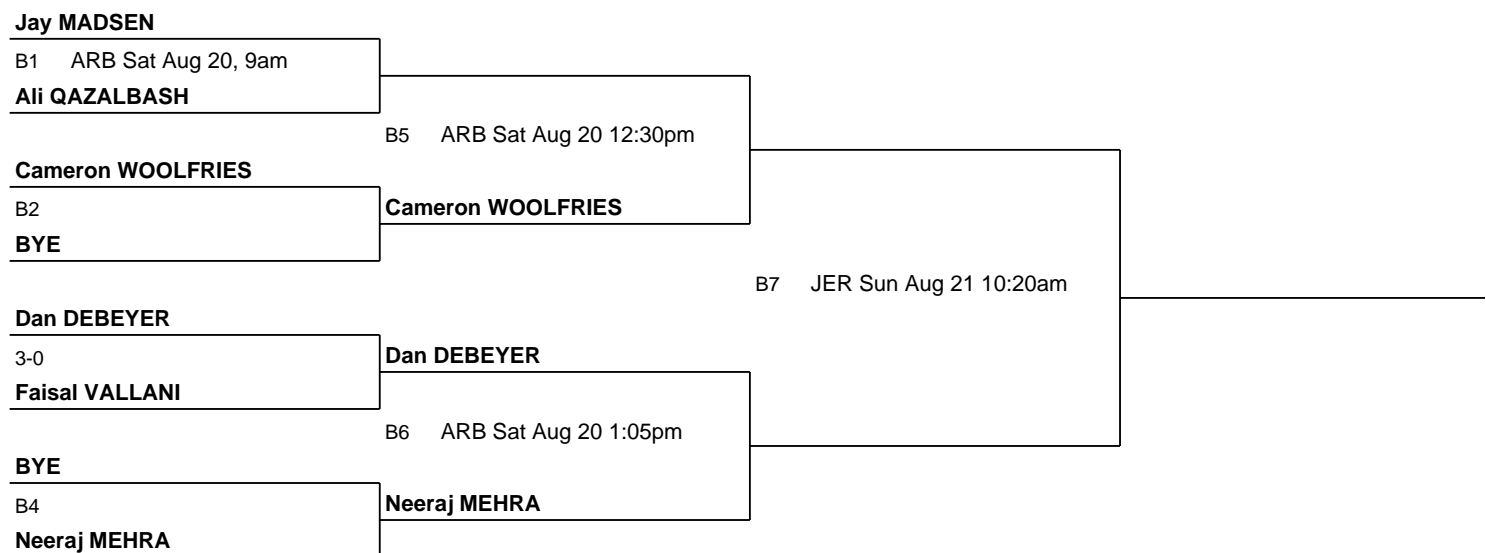 Jay MADSEN
B1 ARB Sat Aug 20, 9am
Ali QAZALBASH
B5 ARB Sat Aug 20 12:30pm
Cameron WOOLFRIES
B2
Cameron WOOLFRIES
BYE
B7 JER Sun Aug 21 10:20am
Dan DEBEYER
3-0
Dan DEBEYER
Faisal VALLANI
B6 ARB Sat Aug 20 1:05pm
BYE
B4
Neeraj MEHRA
Neeraj MEHRA